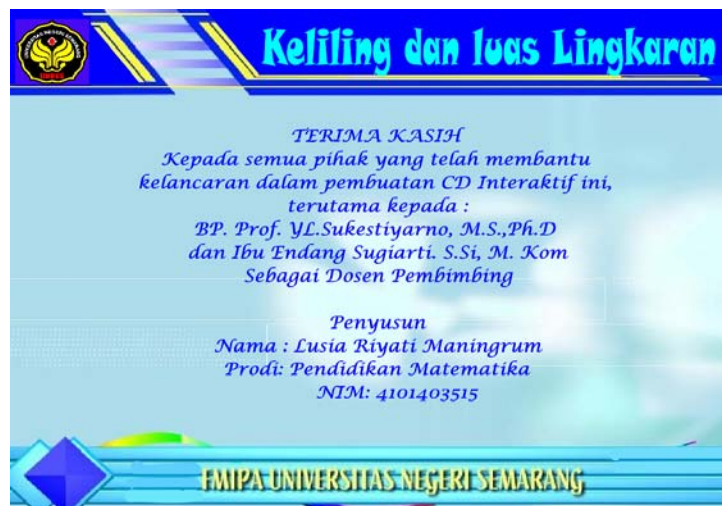 Keliling dan luas Lingkaran
TERIMA KASIH
Kepada semua pihak yang telah membantu
kelancaran dalam pembuatan CD Interaktif ini,
terutama kepada :
BP. Prof. YL.Sukestiyarno, M.S.,Ph.D
dan Ibu Endang Sugiarti. S.Si, M. Kom
Sebagai Dosen Pembimbing
Penyusun
Nama : Lusia Riyati Maningrum
Prodi: Pendidikan Matematika
NIM: 4101403515
FMIPA UNIVERSITAS NEGERI SEMARANG